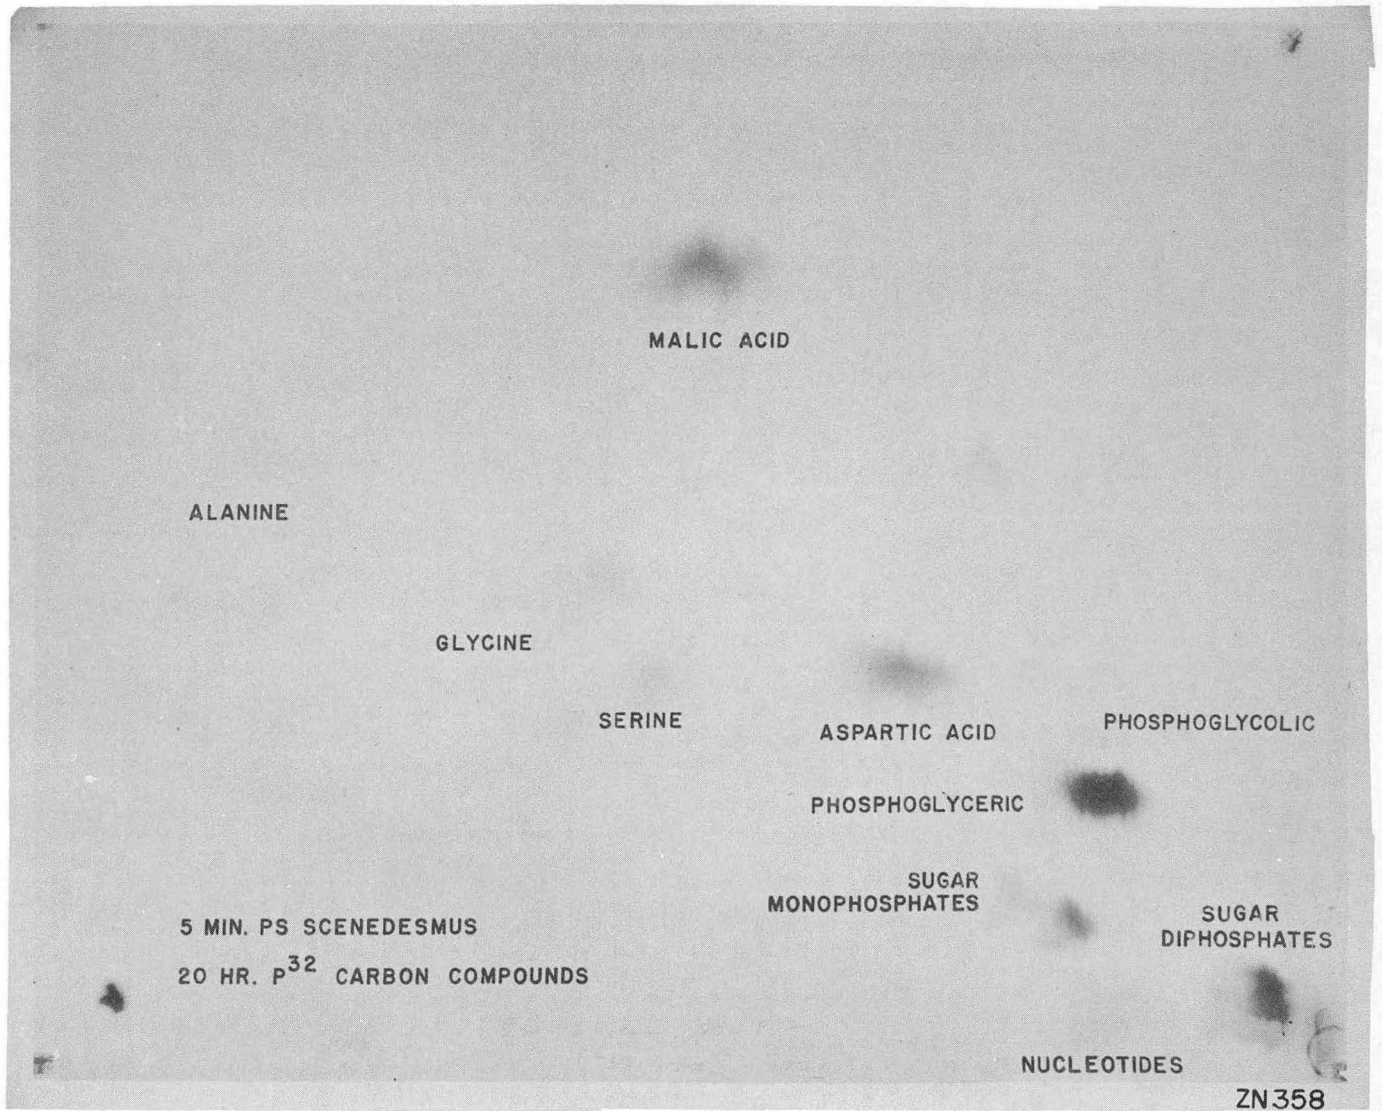 MALIC ACID
ALANINE
GLYCINE
SERINE
ASPARTIC ACID
PHOSPHOGLYCOLIC
PHOSPHOGLYCERIC
SUGAR
MONOPHOSPHATES
SUGAR
DIPHOSPHATES
5 MIN. PS SCENEDESMUS
20 HR. P³² CARBON COMPOUNDS
NUCLEOTIDES
ZN358